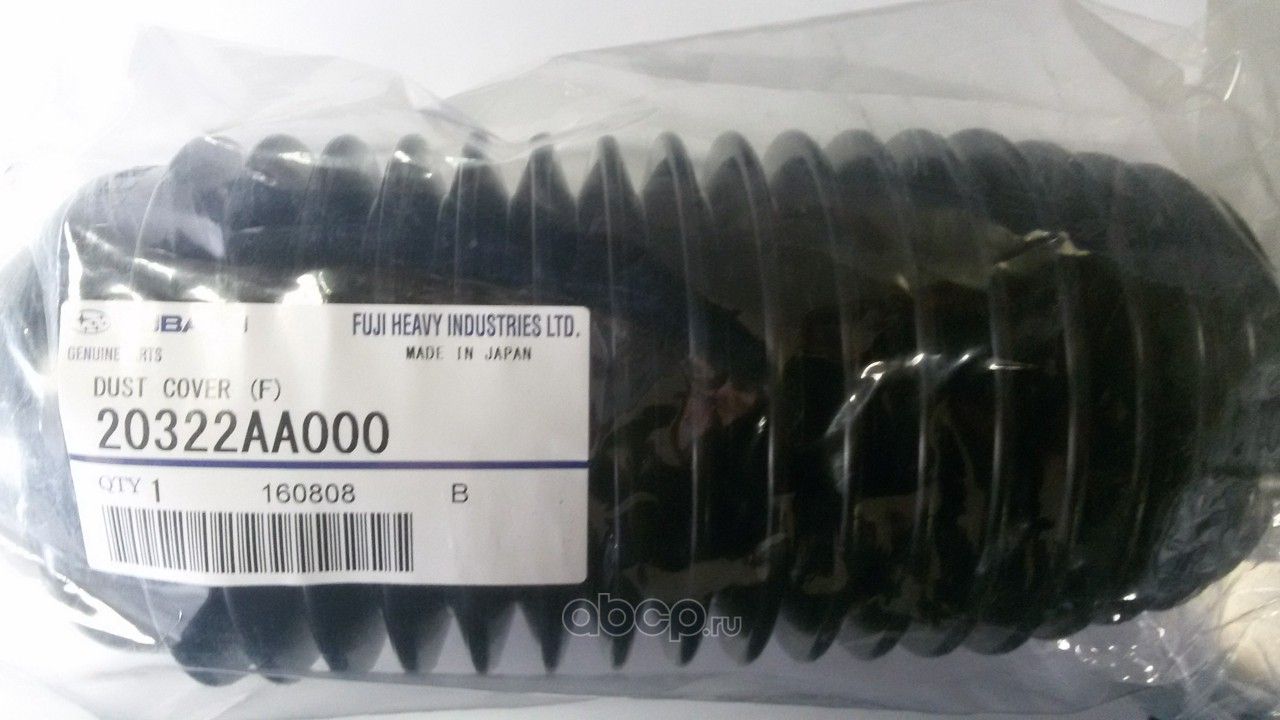 FUJI HEAVY INDUSTRIES LTD.
GENUINE
MADE IN JAPAN
DUST COVER (F)
20322AA000
QTY 1 160808 B
abcp.ru